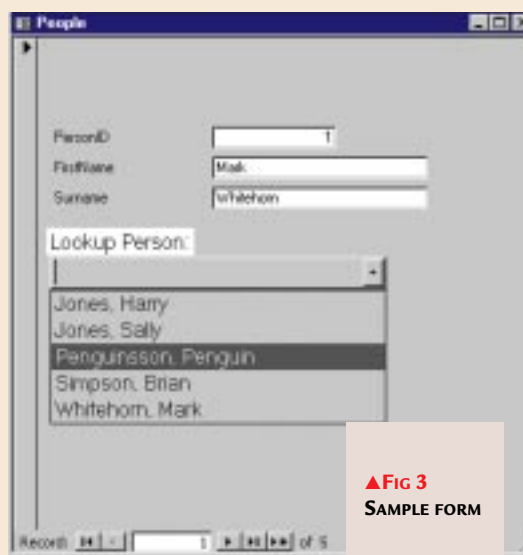 People
PersonID 1
FirstName Mark
Surname Whitehorn
Lookup Person:
Jones, Harry
Jones, Sally
Penguinsson, Penguin
Simpson, Brian
Whitehorn, Mark
▲FIG 3
SAMPLE FORM
Record: 1 of 5